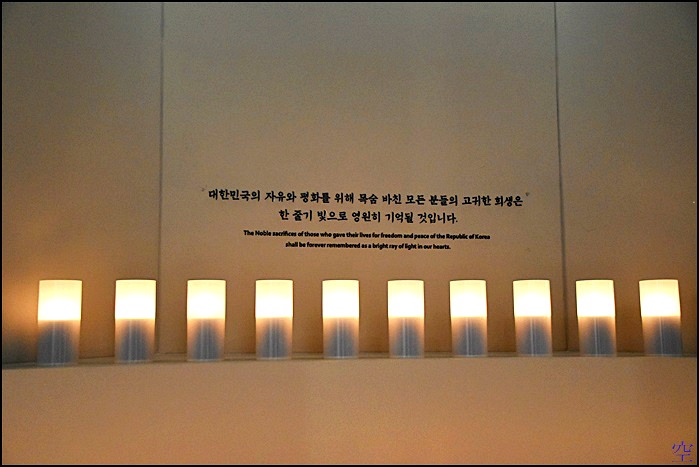 "대한민국의 자유와 평화를 위해 목숨 바친 모든 분들의 고귀한 희생은
한 줄기 빛으로 영원히 기억될 것입니다.
The Noble sacrifices of those who gave their lives for freedom and peace of the Republic of Korea
shall be forever remembered as a bright ray of light in our hearts.